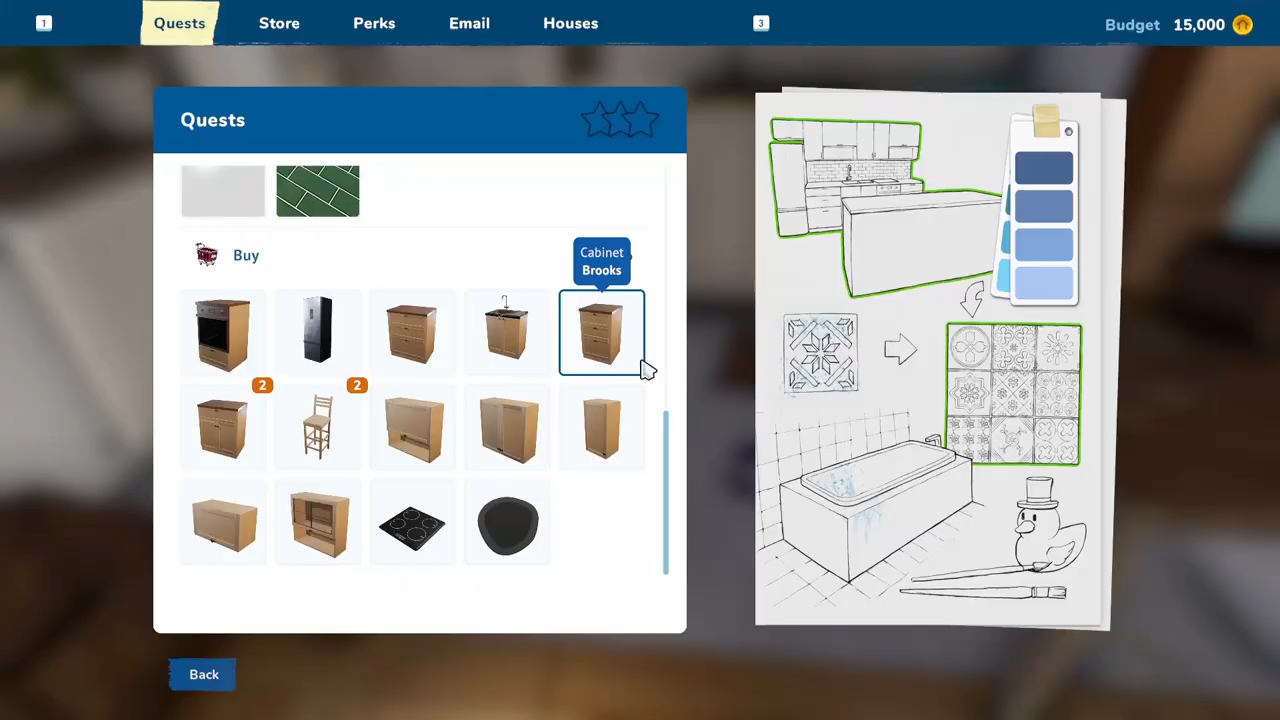 1
Quests
Store
Perks
Email
Houses
3
Budget 15,000
Quests
Buy
Cabinet
Brooks
2
2
Back